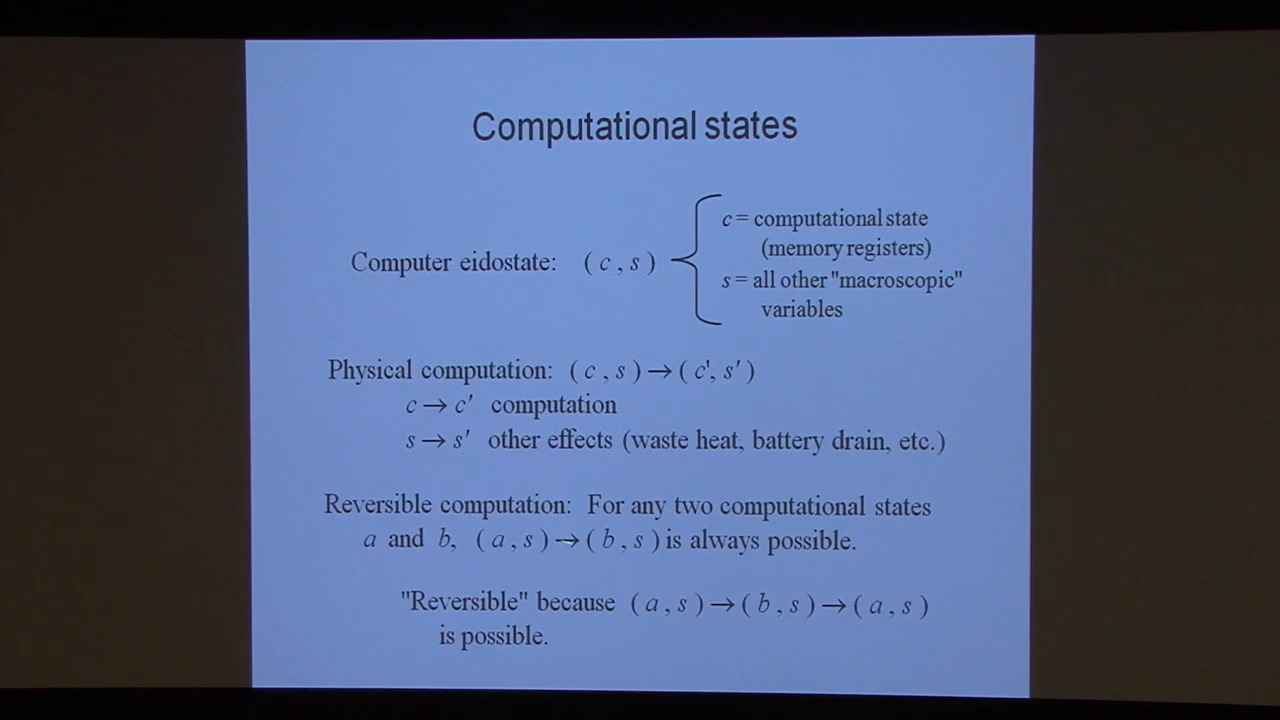 Computational states
Computer eidostate: ( c , s )
c = computational state
(memory registers)
s = all other "macroscopic"
variables
Physical computation: ( c , s ) → ( c', s′ )
c → c′ computation
s → s′ other effects (waste heat, battery drain, etc.)
Reversible computation: For any two computational states
a and b, ( a , s ) → ( b , s ) is always possible.
"Reversible" because ( a , s ) → ( b , s ) → ( a , s )
is possible.